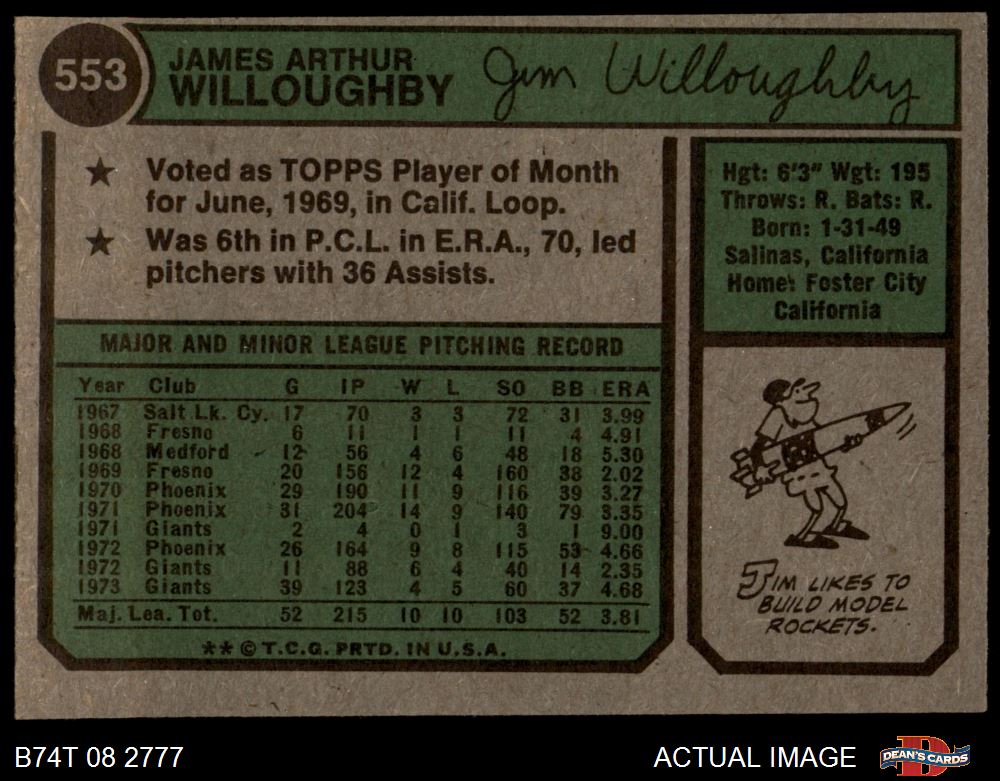 553
JAMES ARTHUR
WILLOUGHBY
Jim Willoughby
★ Voted as TOPPS Player of Month
for June, 1969, in Calif. Loop.
★ Was 6th in P.C.L. in E.R.A., 70, led
pitchers with 36 Assists.
Hgt: 6'3" Wgt: 195
Throws: R. Bats: R.
Born: 1-31-49
Salinas, California
Home: Foster City
California
MAJOR AND MINOR LEAGUE PITCHING RECORD
Year Club G IP W L SO BB ERA
1967 Salt Lk. Cy. 17 70 3 3 72 31 3.99
1968 Fresno 6 11 1 1 11 4 4.91
1968 Medford 12 56 4 6 48 18 5.30
1969 Fresno 20 156 12 4 160 38 2.02
1970 Phoenix 29 190 11 9 116 39 3.27
1971 Phoenix 31 204 14 9 140 79 3.35
1971 Giants 2 4 0 1 3 1 9.00
1972 Phoenix 26 164 9 8 115 53 4.66
1972 Giants 11 88 6 4 40 14 2.35
1973 Giants 39 123 4 5 60 37 4.68
Maj. Lea. Tot. 52 215 10 10 103 52 3.81
** © T.C.G. PRTD. IN U.S.A.
JIM LIKES TO
BUILD MODEL
ROCKETS.
B74T 08 2777
ACTUAL IMAGE
DEAN'S CARDS